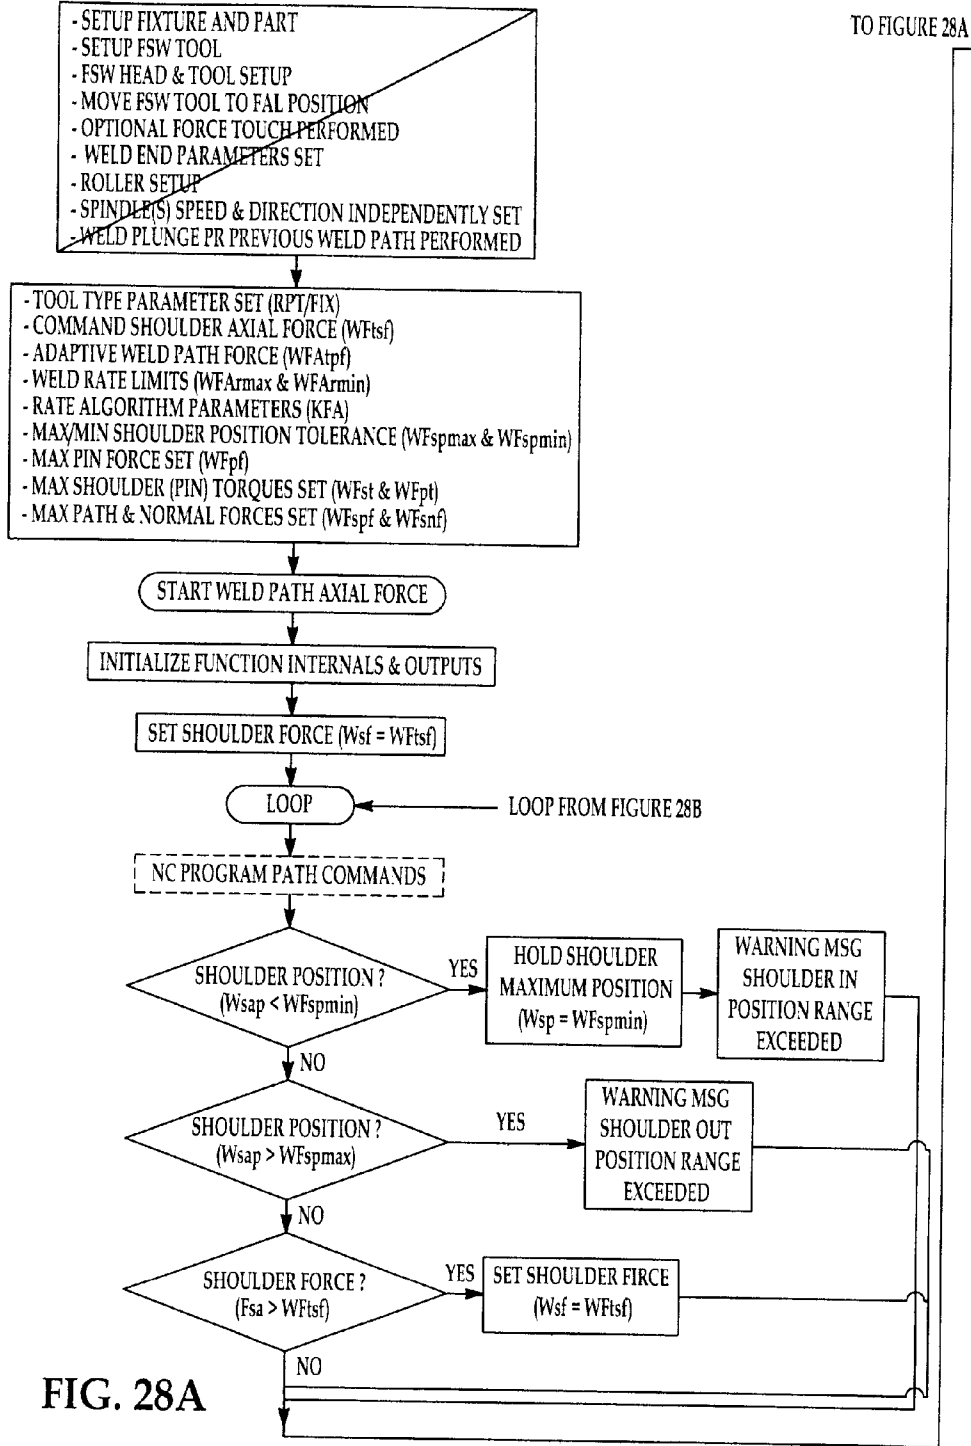 TO FIGURE 28A
- SETUP FIXTURE AND PART
- SETUP FSW TOOL
- FSW HEAD & TOOL SETUP
- MOVE FSW TOOL TO FAL POSITION
- OPTIONAL FORCE TOUCH PERFORMED
- WELD END PARAMETERS SET
- ROLLER SETUP
- SPINDLE(S) SPEED & DIRECTION INDEPENDENTLY SET
- WELD PLUNGE PR PREVIOUS WELD PATH PERFORMED
- TOOL TYPE PARAMETER SET (RPT/FIX)
- COMMAND SHOULDER AXIAL FORCE (WFtsf)
- ADAPTIVE WELD PATH FORCE (WFAtpf)
- WELD RATE LIMITS (WFArmax & WFArmin)
- RATE ALGORITHM PARAMETERS (KFA)
- MAX/MIN SHOULDER POSITION TOLERANCE (WFspmax & WFspmin)
- MAX PIN FORCE SET (WFpf)
- MAX SHOULDER (PIN) TORQUES SET (WFst & WFpt)
- MAX PATH & NORMAL FORCES SET (WFspf & WFsnf)
START WELD PATH AXIAL FORCE
INITIALIZE FUNCTION INTERNALS & OUTPUTS
SET SHOULDER FORCE (Wsf = WFtsf)
LOOP
LOOP FROM FIGURE 28B
NC PROGRAM PATH COMMANDS
SHOULDER POSITION ?
(Wsap < WFspmin)
YES
HOLD SHOULDER
MAXIMUM POSITION
(Wsp = WFspmin)
WARNING MSG
SHOULDER IN
POSITION RANGE
EXCEEDED
NO
SHOULDER POSITION ?
(Wsap > WFspmax)
YES
WARNING MSG
SHOULDER OUT
POSITION RANGE
EXCEEDED
NO
SHOULDER FORCE ?
(Fsa > WFtsf)
YES
SET SHOULDER FIRCE
(Wsf = WFtsf)
NO
FIG. 28A